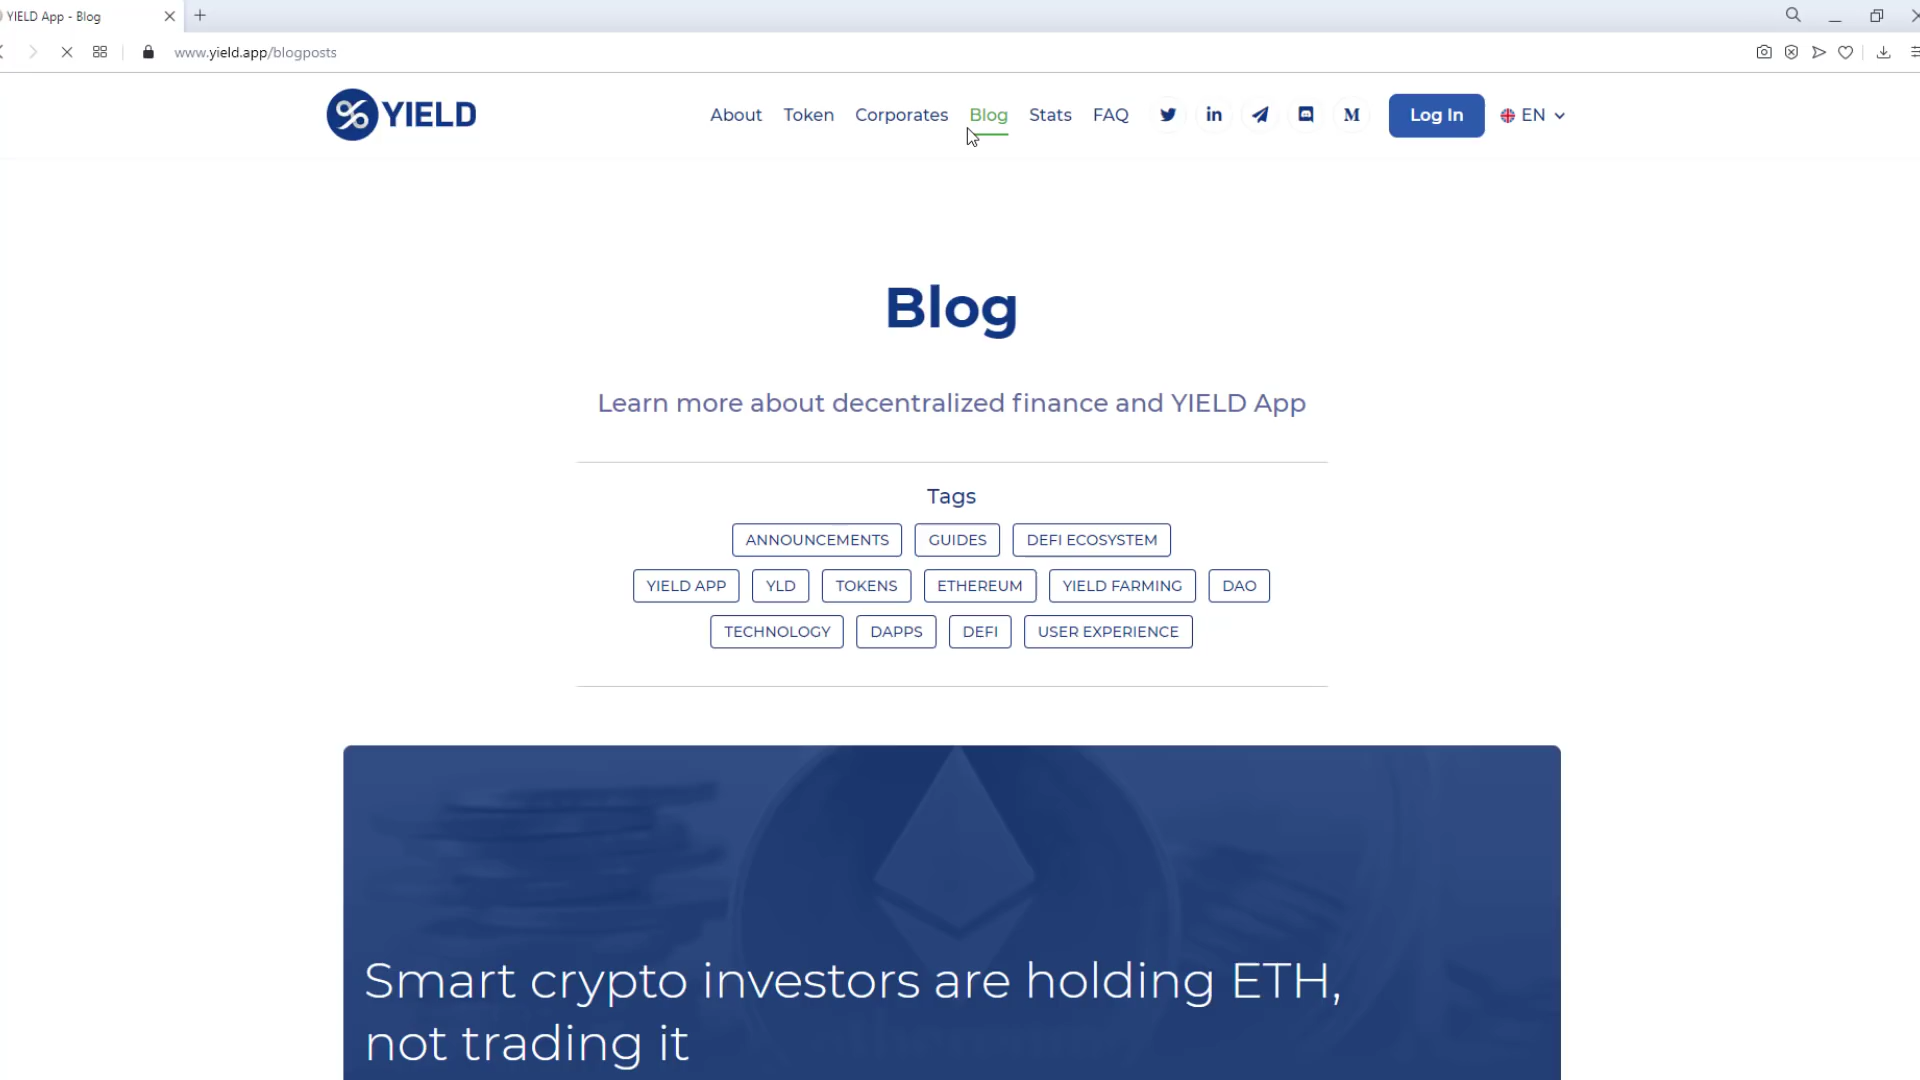 YIELD App - Blog
www.yield.app/blogposts
YIELD
About Token Corporates Blog Stats FAQ M Log In EN
Blog
Learn more about decentralized finance and YIELD App
Tags
ANNOUNCEMENTS GUIDES DEFI ECOSYSTEM
YIELD APP YLD TOKENS ETHEREUM YIELD FARMING DAO
TECHNOLOGY DAPPS DEFI USER EXPERIENCE
Smart crypto investors are holding ETH,
not trading it